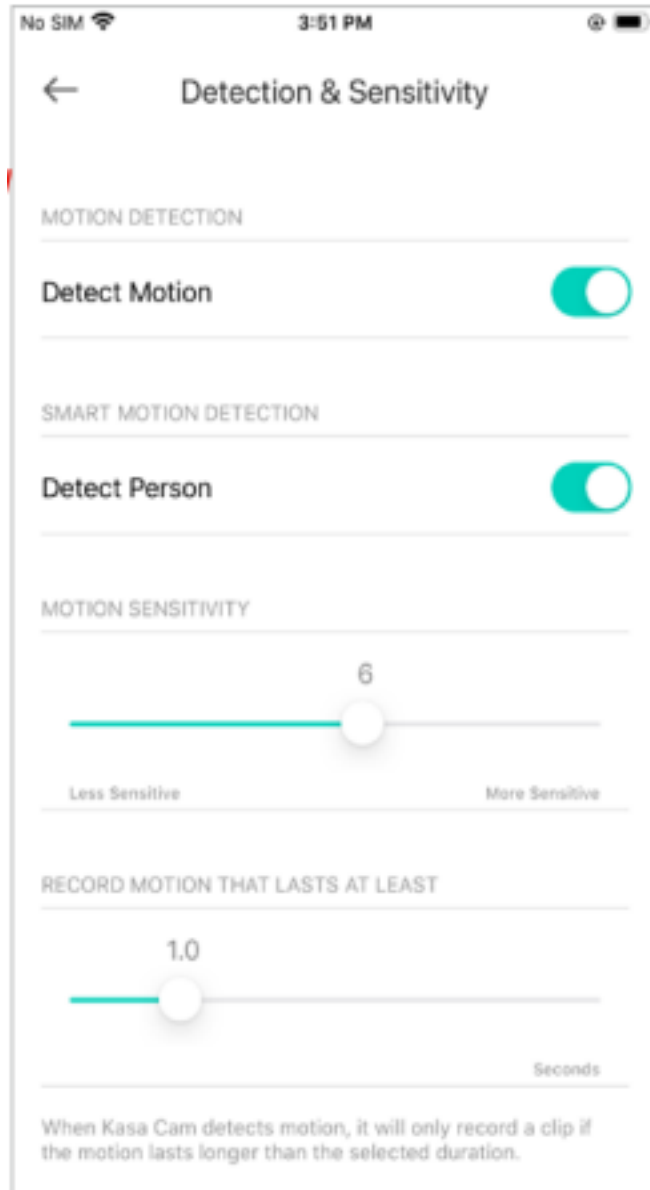 No SIM 3:51 PM
Detection & Sensitivity
MOTION DETECTION
Detect Motion
SMART MOTION DETECTION
Detect Person
MOTION SENSITIVITY
6
Less Sensitive More Sensitive
RECORD MOTION THAT LASTS AT LEAST
1.0
Seconds
When Kasa Cam detects motion, it will only record a clip if
the motion lasts longer than the selected duration.